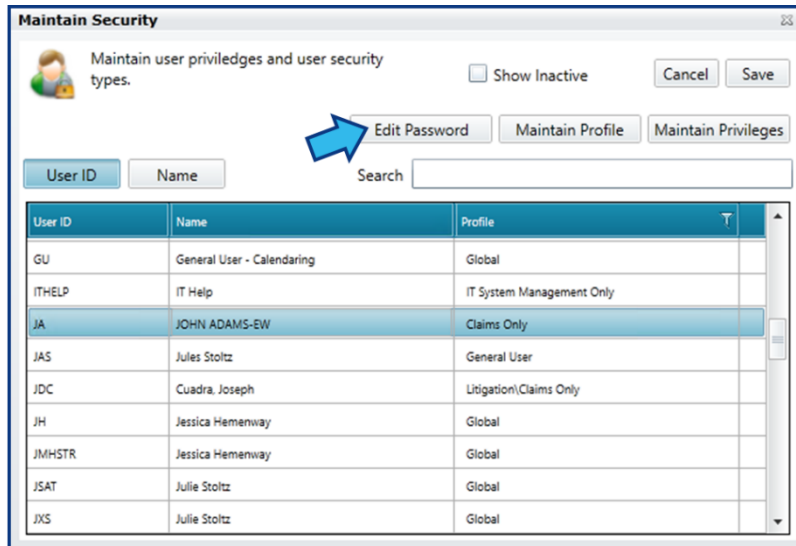 Maintain Security
Maintain user priviledges and user security
types.
Show Inactive
Cancel
Save
Edit Password
Maintain Profile
Maintain Privileges
User ID
Name
Search
User ID Name Profile
GU General User - Calendaring Global
ITHELP IT Help IT System Management Only
JA JOHN ADAMS-EW Claims Only
JAS Jules Stoltz General User
JDC Cuadra, Joseph Litigation\Claims Only
JH Jessica Hemenway Global
JMHSTR Jessica Hemenway Global
JSAT Julie Stoltz Global
JXS Julie Stoltz Global